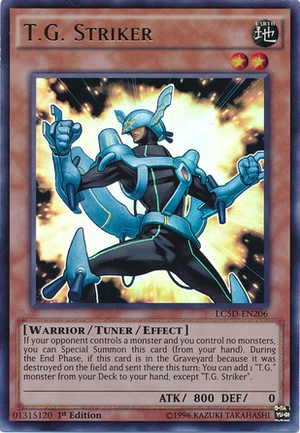 T.G. Striker
EARTH
地
LC5D-EN206
[Warrior/Tuner/Effect]
If your opponent controls a monster and you control no monsters,
you can Special Summon this card (from your hand). During
the End Phase, if this card is in the Graveyard because it was
destroyed on the field and sent there this turn: You can add 1 "T.G."
monster from your Deck to your hand, except "T.G. Striker".
ATK/ 800 DEF/ 0
01315120 1st Edition ©1996 KAZUKI TAKAHASHI